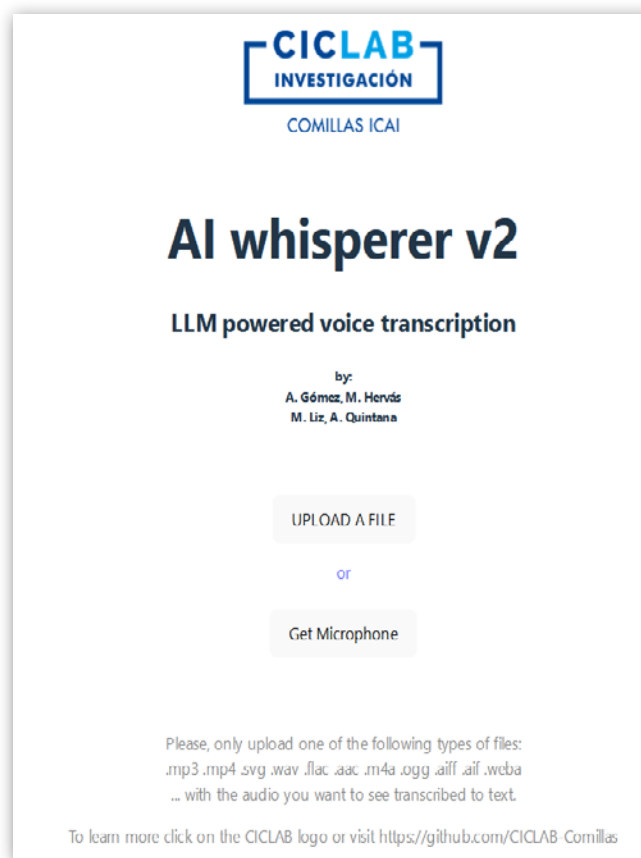 CICLAB
INVESTIGACIÓN
COMILLAS ICAI
AI whisperer v2
LLM powered voice transcription
by:
A. Gómez, M. Hervás
M. Liz, A. Quintana
UPLOAD A FILE
or
Get Microphone
Please, only upload one of the following types of files:
.mp3 .mp4 .svg .wav .flac .aac .m4a .ogg .aiff .aif .weba
... with the audio you want to see transcribed to text.
To learn more click on the CICLAB logo or visit https://github.com/CICLAB-Comillas